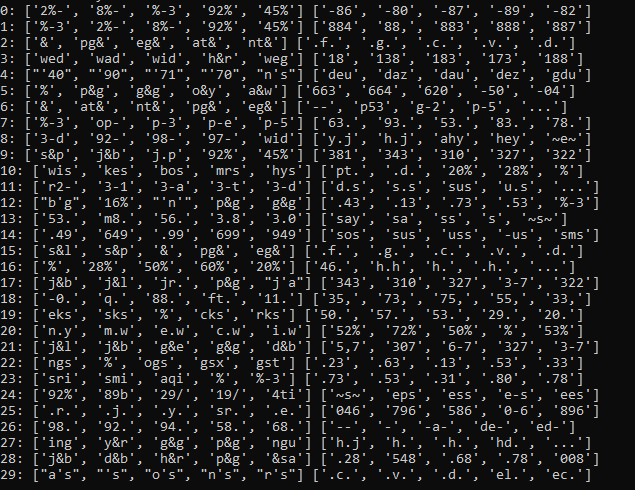 0: ['2%-', '8%-', '%-3', '92%', '45%'] ['-86', '-80', '-87', '-89', '-82']
1: ['%-3', '2%-', '8%-', '92%', '45%'] ['884', '88,', '883', '888', '887']
2: ['&', 'pg&', 'eg&', 'at&', 'nt&'] ['.f.', '.g.', '.c.', '.v.', '.d.']
3: ['wed', 'wad', 'wid', 'h&r', 'weg'] ['18', '138', '183', '173', '188']
4: ["'40", "'90", "'71", "'70", "n's"] ['deu', 'daz', 'dau', 'dez', 'gdu']
5: ['%', 'p&g', 'g&g', 'o&y', 'a&w'] ['663', '664', '620', '-50', '-04']
6: ['&', 'at&', 'nt&', 'pg&', 'eg&'] ['--', 'p53', 'g-2', 'p-5', '...']
7: ['%-3', 'op-', 'p-3', 'p-e', 'p-5'] ['63.', '93.', '53.', '83.', '78.']
8: ['3-d', '92-', '98-', '97-', 'wid'] ['y.j', 'h.j', 'ahy', 'hey', '~e~']
9: ['s&p', 'j&b', 'j.p', '92%', '45%'] ['381', '343', '310', '327', '322']
10: ['wis', 'kes', 'bos', 'mrs', 'hys'] ['pt.', '.d.', '20%', '28%', '%']
11: ['r2-', '3-1', '3-a', '3-t', '3-d'] ['d.s', 's.s', 'sus', 'u.s', '...']
12: ["b'g", '16%', "'n'", 'p&g', 'g&g'] ['.43', '.13', '.73', '.53', '%-3']
13: ['53.', 'm8.', '56.', '3.8', '3.0'] ['say', 'sa', 'ss', 's', '~s~']
14: ['.49', '649', '.99', '699', '949'] ['sos', 'sus', 'uss', '-us', 'sms']
15: ['s&l', 's&p', '&', 'pg&', 'eg&'] ['.f.', '.g.', '.c.', '.v.', '.d.']
16: ['%', '28%', '50%', '60%', '20%'] ['46.', 'h.h', 'h.', '.h.', '...']
17: ['j&b', 'j&l', 'jr.', 'p&g', "j'a"] ['343', '310', '327', '3-7', '322']
18: ['-0.', 'q.', '88.', 'ft.', '11.'] ['35,', '73,', '75,', '55,', '33,']
19: ['eks', 'sks', '%', 'cks', 'rks'] ['50.', '57.', '53.', '29.', '20.']
20: ['n.y', 'm.w', 'e.w', 'c.w', 'i.w'] ['52%', '72%', '50%', '%', '53%']
21: ['j&l', 'j&b', 'g&e', 'g&g', 'd&b'] ['5,7', '307', '6-7', '327', '3-7']
22: ['ngs', '%', 'ogs', 'gsx', 'gst'] ['.23', '.63', '.13', '.53', '.33']
23: ['sri', 'smi', 'aqi', '%', '%-3'] ['.73', '.53', '.31', '.80', '.78']
24: ['92%', '89b', '29/', '19/', '4ti'] ['~s~', 'eps', 'ess', 'e-s', 'ees']
25: ['.r.', '.j.', '.y.', 'sr.', '.e.'] ['046', '796', '586', '0-6', '896']
26: ['98.', '92.', '94.', '58.', '68.'] ['--', '-', '-a-', 'de-', 'ed-']
27: ['ing', 'y&r', 'g&g', 'p&g', 'ngu'] ['h.j', 'h.', '.h.', 'hd.', '...']
28: ['j&b', 'd&b', 'h&r', 'p&g', '&sa'] ['.28', '548', '.68', '.78', '008']
29: ["a's", "'s", "o's", "n's", "r's"] ['.c.', '.v.', '.d.', 'el.', 'ec.']